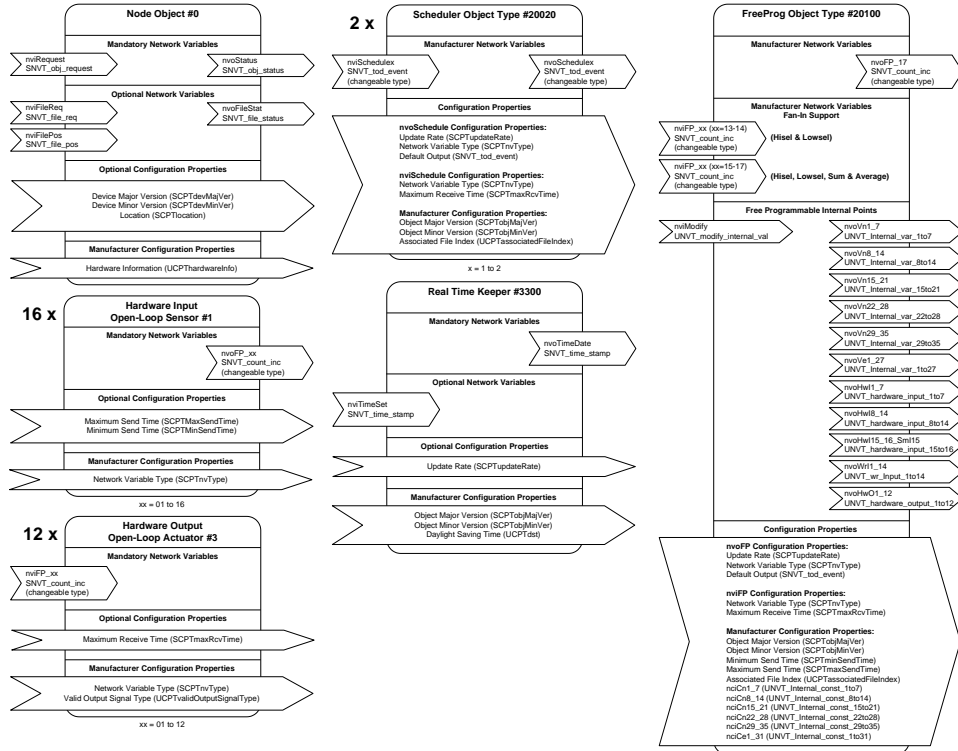 Node Object #0
Mandatory Network Variables
nviRequest
SNVT_obj_request
nvoStatus
SNVT_obj_status
Optional Network Variables
nviFileReq
SNVT_file_req
nvoFileStat
SNVT_file_status
nviFilePos
SNVT_file_pos
Optional Configuration Properties
Device Major Version (SCPTdevMajVer)
Device Minor Version (SCPTdevMinVer)
Location (SCPTlocation)
Manufacturer Configuration Properties
Hardware Information (UCPThardwareInfo)
16 x
Hardware Input
Open-Loop Sensor #1
Mandatory Network Variables
nvoFP_xx
SNVT_count_inc
(changeable type)
Optional Configuration Properties
Maximum Send Time (SCPTMaxSendTime)
Minimum Send Time (SCPTMinSendTime)
Manufacturer Configuration Properties
Network Variable Type (SCPTnvType)
xx = 01 to 16
12 x
Hardware Output
Open-Loop Actuator #3
Mandatory Network Variables
nviFP_xx
SNVT_count_inc
(changeable type)
Optional Configuration Properties
Maximum Receive Time (SCPTmaxRcvTime)
Manufacturer Configuration Properties
Network Variable Type (SCPTnvType)
Valid Output Signal Type (UCPTvalidOutputSignalType)
xx = 01 to 12
2 x
Scheduler Object Type #20020
Manufacturer Network Variables
nviSchedulex
SNVT_tod_event
(changeable type)
nvoSchedulex
SNVT_tod_event
(changeable type)
Configuration Properties
nvoSchedule Configuration Properties:
Update Rate (SCPTupdateRate)
Network Variable Type (SCPTnvType)
Default Output (SNVT_tod_event)
nviSchedule Configuration Properties:
Network Variable Type (SCPTnvType)
Maximum Receive Time (SCPTmaxRcvTime)
Manufacturer Configuration Properties:
Object Major Version (SCPTobjMajVer)
Object Minor Version (SCPTobjMinVer)
Associated File Index (UCPTassociatedFileIndex)
x = 1 to 2
Real Time Keeper #3300
Mandatory Network Variables
nvoTimeDate
SNVT_time_stamp
Optional Network Variables
nviTimeSet
SNVT_time_stamp
Optional Configuration Properties
Update Rate (SCPTupdateRate)
Manufacturer Configuration Properties
Object Major Version (SCPTobjMajVer)
Object Minor Version (SCPTobjMinVer)
Daylight Saving Time (UCPTdst)
FreeProg Object Type #20100
Manufacturer Network Variables
nvoFP_17
SNVT_count_inc
(changeable type)
Manufacturer Network Variables
Fan-In Support
nviFP_xx (xx=13-14)
SNVT_count_inc
(changeable type)
(Hisel & Lowsel)
nviFP_xx (xx=15-17)
SNVT_count_inc
(changeable type)
(Hisel, Lowsel, Sum & Average)
Free Programmable Internal Points
nviModify
UNVT_modify_internal_val
nvoVn1_7
UNVT_Internal_var_1to7
nvoVn8_14
UNVT_Internal_var_8to14
nvoVn15_21
UNVT_Internal_var_15to21
nvoVn22_28
UNVT_Internal_var_22to28
nvoVn29_35
UNVT_Internal_var_29to35
nvoVe1_27
UNVT_Internal_var_1to27
nvoHwI1_7
UNVT_hardware_input_1to7
nvoHwI8_14
UNVT_hardware_input_8to14
nvoHwI15_16_SmI15
UNVT_hardware_input_15to16
nvoWrI1_14
UNVT_wr_Input_1to14
nvoHwO1_12
UNVT_hardware_output_1to12
Configuration Properties
nvoFP Configuration Properties:
Update Rate (SCPTupdateRate)
Network Variable Type (SCPTnvType)
Default Output (SNVT_tod_event)
nviFP Configuration Properties:
Network Variable Type (SCPTnvType)
Maximum Receive Time (SCPTmaxRcvTime)
Manufacturer Configuration Properties:
Object Major Version (SCPTobjMajVer)
Object Minor Version (SCPTobjMinVer)
Minimum Send Time (SCPTminSendTime)
Maximum Send Time (SCPTmaxSendTime)
Associated File Index (UCPTassociatedFileIndex)
nciCn1_7 (UNVT_Internal_const_1to7)
nciCn8_14 (UNVT_Internal_const_8to14)
nciCn15_21 (UNVT_Internal_const_15to21)
nciCn22_28 (UNVT_Internal_const_22to28)
nciCn29_35 (UNVT_Internal_const_29to35)
nciCe1_31 (UNVT_Internal_const_1to31)